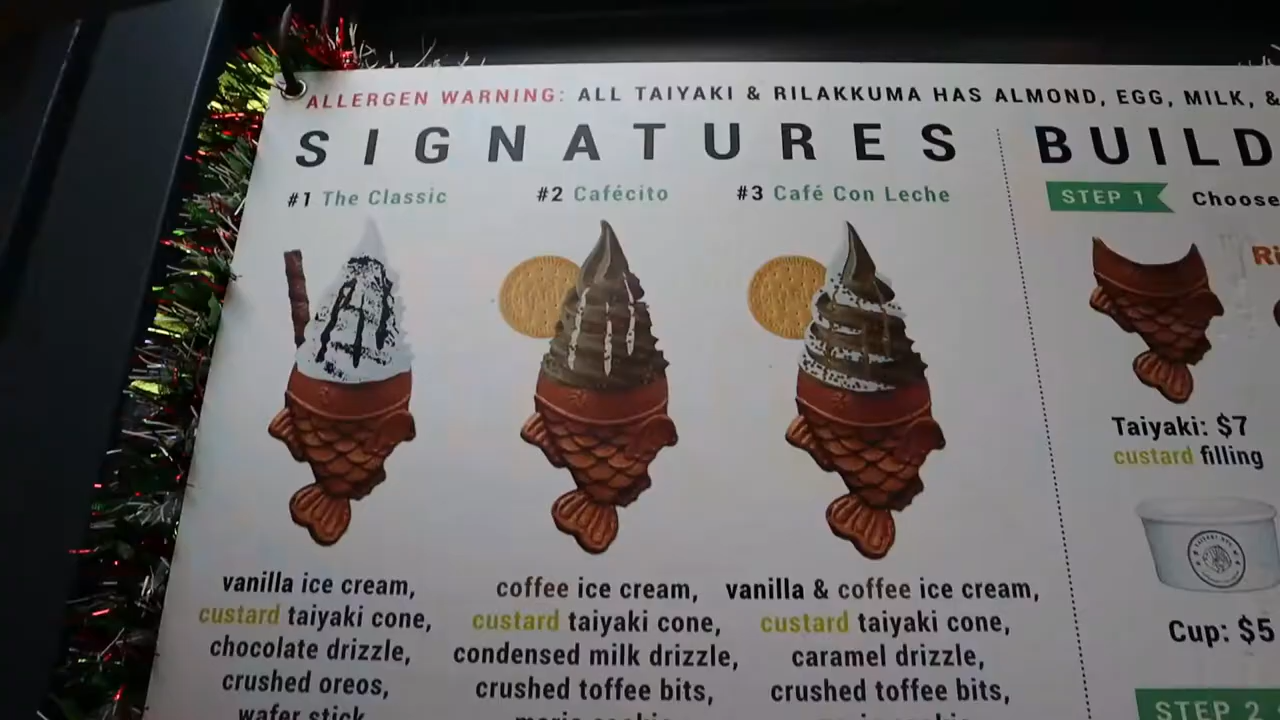 ALLERGEN WARNING: ALL TAIYAKI & RILAKKUMA HAS ALMOND, EGG, MILK, &
SIGNATURES
#1 The Classic
vanilla ice cream,
custard taiyaki cone,
chocolate drizzle,
crushed oreos,
wafer stick
#2 Cafécito
coffee ice cream,
custard taiyaki cone,
condensed milk drizzle,
crushed toffee bits,
#3 Café Con Leche
vanilla & coffee ice cream,
custard taiyaki cone,
caramel drizzle,
crushed toffee bits,
BUILD
STEP 1 Choose
Taiyaki: $7
custard filling
Cup: $5
STEP 2